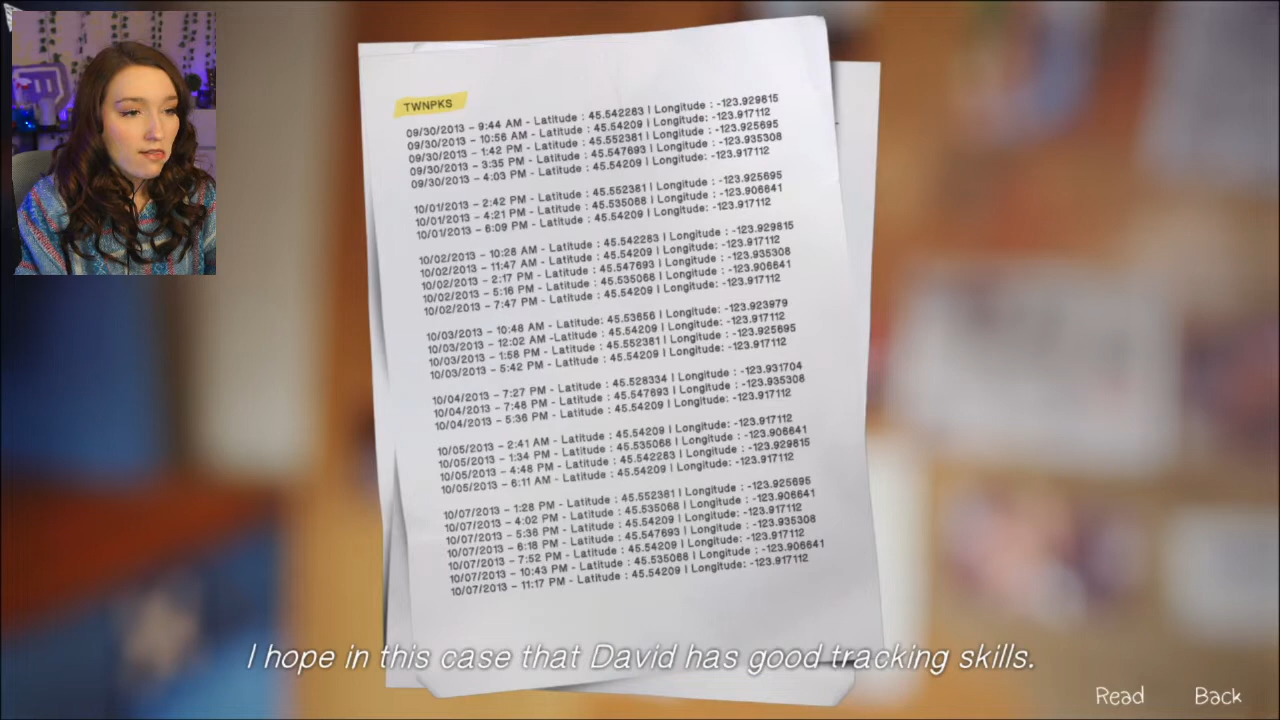 TWNPKS
09/30/2013 - 9:44 AM - Latitude : 45.542283 | Longitude : -123.929815
09/30/2013 - 10:56 AM - Latitude : 45.54209 | Longitude: -123.917112
09/30/2013 - 1:42 PM - Latitude : 45.552381 | Longitude : -123.925695
09/30/2013 - 3:35 PM - Latitude : 45.547693 | Longitude : -123.935308
09/30/2013 - 4:03 PM - Latitude : 45.54209 | Longitude: -123.917112
10/01/2013 - 2:42 PM - Latitude : 45.552381 | Longitude : -123.925695
10/01/2013 - 4:21 PM - Latitude : 45.535068 | Longitude : -123.906641
10/01/2013 - 6:09 PM - Latitude : 45.54209 | Longitude: -123.917112
10/02/2013 - 10:28 AM - Latitude : 45.542283 | Longitude : -123.929815
10/02/2013 - 11:47 AM - Latitude : 45.54209 | Longitude: -123.917112
10/02/2013 - 2:17 PM - Latitude : 45.547693 | Longitude : -123.935308
10/02/2013 - 5:16 PM - Latitude : 45.535068 | Longitude : -123.906641
10/02/2013 - 7:47 PM - Latitude : 45.54209 | Longitude: -123.917112
10/03/2013 - 10:48 AM - Latitude: 45.53656 | Longitude : -123.923979
10/03/2013 - 12:02 AM -Latitude : 45.54209 | Longitude: -123.917112
10/03/2013 - 1:58 PM - Latitude : 45.552381 | Longitude : -123.925695
10/03/2013 - 5:42 PM - Latitude : 45.54209 | Longitude: -123.917112
10/04/2013 - 7:27 PM - Latitude : 45.528334 | Longitude : -123.931704
10/04/2013 - 7:48 PM - Latitude : 45.547693 | Longitude : -123.935308
10/04/2013 - 5:36 PM - Latitude : 45.54209 | Longitude: -123.917112
10/05/2013 - 2:41 AM - Latitude : 45.54209 | Longitude: -123.917112
10/05/2013 - 1:34 PM - Latitude : 45.535068 | Longitude : -123.906641
10/05/2013 - 4:48 PM - Latitude : 45.542283 | Longitude : -123.929815
10/05/2013 - 6:11 AM - Latitude : 45.54209 | Longitude: -123.917112
10/07/2013 - 1:28 PM - Latitude : 45.552381 | Longitude : -123.925695
10/07/2013 - 4:02 PM - Latitude : 45.535068 | Longitude : -123.906641
10/07/2013 - 5:36 PM - Latitude : 45.54209 | Longitude: -123.917112
10/07/2013 - 6:18 PM - Latitude : 45.547693 | Longitude : -123.935308
10/07/2013 - 7:52 PM - Latitude : 45.54209 | Longitude: -123.917112
10/07/2013 - 10:43 PM - Latitude : 45.535068 | Longitude : -123.906641
10/07/2013 - 11:17 PM - Latitude : 45.54209 | Longitude: -123.917112
I hope in this case that David has good tracking skills.
Read Back